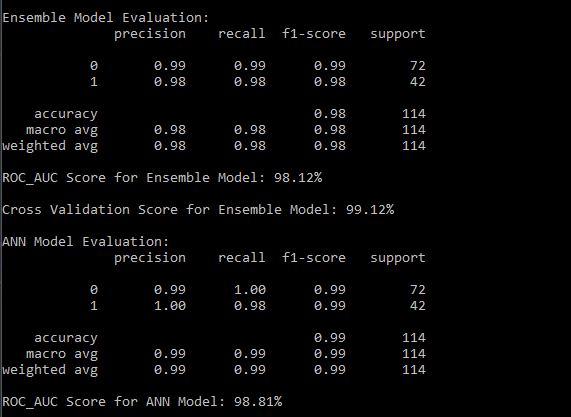 Ensemble Model Evaluation:
precision recall f1-score support
0 0.99 0.99 0.99 72
1 0.98 0.98 0.98 42
accuracy 0.98 114
macro avg 0.98 0.98 0.98 114
weighted avg 0.98 0.98 0.98 114
ROC_AUC Score for Ensemble Model: 98.12%
Cross Validation Score for Ensemble Model: 99.12%
ANN Model Evaluation:
precision recall f1-score support
0 0.99 1.00 0.99 72
1 1.00 0.98 0.99 42
accuracy 0.99 114
macro avg 0.99 0.99 0.99 114
weighted avg 0.99 0.99 0.99 114
ROC_AUC Score for ANN Model: 98.81%